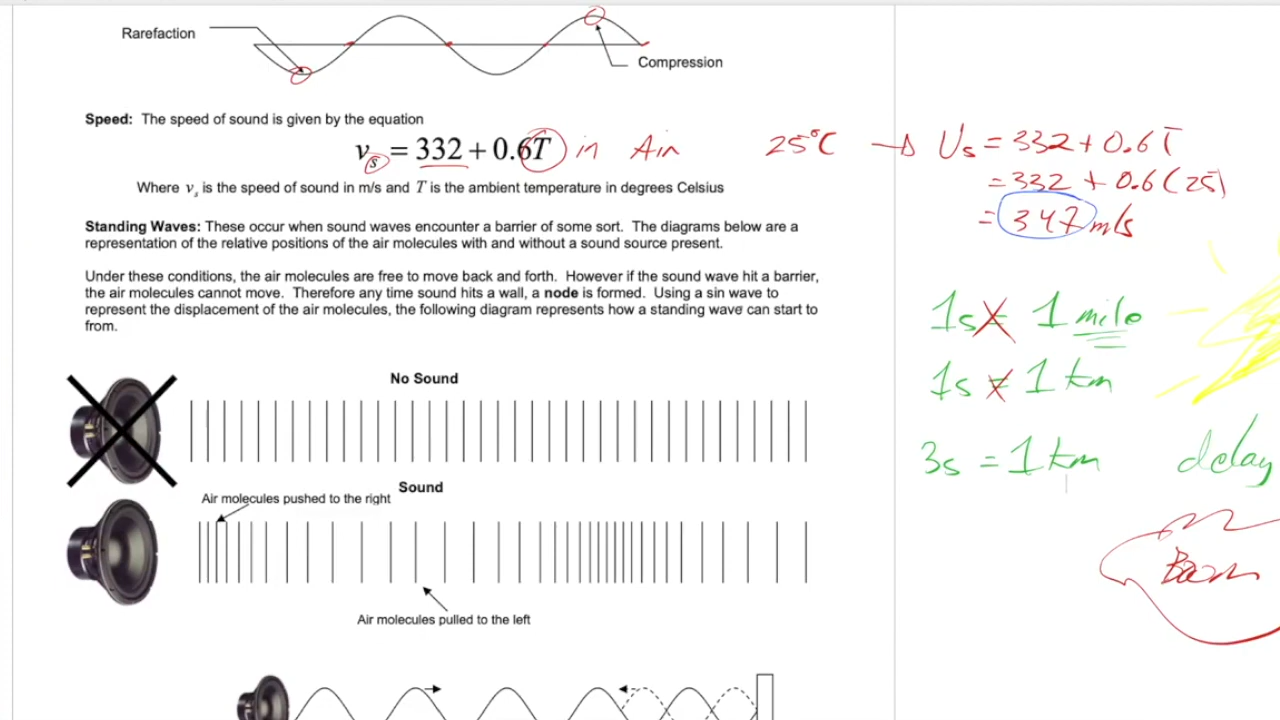 Rarefaction
Compression
Speed: The speed of sound is given by the equation
vs = 332 + 0.6T in Air
25°C → Us = 332 + 0.6T
= 332 + 0.6(25)
= 347 m/s
Where vs is the speed of sound in m/s and T is the ambient temperature in degrees Celsius
Standing Waves: These occur when sound waves encounter a barrier of some sort. The diagrams below are a
representation of the relative positions of the air molecules with and without a sound source present.
Under these conditions, the air molecules are free to move back and forth. However if the sound wave hit a barrier,
the air molecules cannot move. Therefore any time sound hits a wall, a node is formed. Using a sin wave to
represent the displacement of the air molecules, the following diagram represents how a standing wave can start to
from.
1s = 1 mile
1s = 1 km
3s = 1 km
delay
Boom
No Sound
Sound
Air molecules pushed to the right
Air molecules pulled to the left